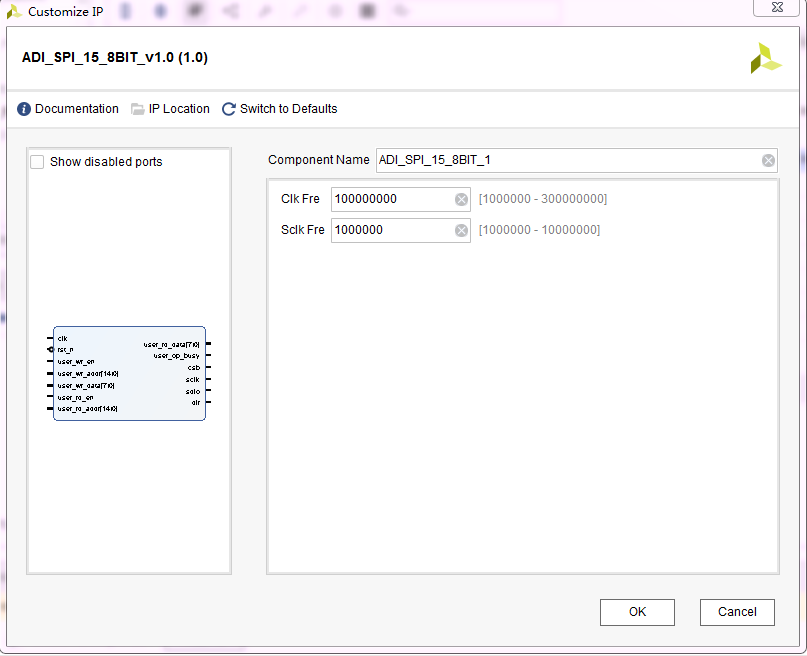 Customize IP
ADI_SPI_15_8BIT_v1.0 (1.0)
Documentation IP Location Switch to Defaults
Show disabled ports
Component Name ADI_SPI_15_8BIT_1
Clk Fre 100000000 [1000000 - 300000000]
Sclk Fre 1000000 [1000000 - 10000000]
clk
rst_n
user_wr_en
user_wr_addr[14:0]
user_wr_data[7:0]
user_rd_en
user_rd_addr[14:0]
user_rd_data[7:0]
user_op_busy
csb
sclk
sdio
dir
OK Cancel